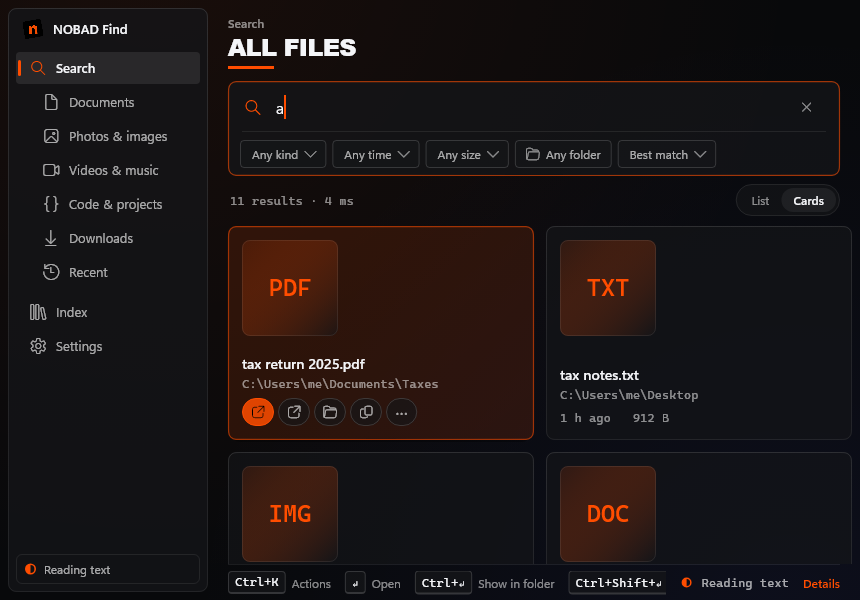 n NOBAD Find
Search
Documents
Photos & images
Videos & music
Code & projects
Downloads
Recent
Index
Settings
Reading text
Search
ALL FILES
a
Any kind
Any time
Any size
Any folder
Best match
11 results · 4 ms
List
Cards
PDF
tax return 2025.pdf
C:\Users\me\Documents\Taxes
TXT
tax notes.txt
C:\Users\me\Desktop
1 h ago 912 B
IMG
DOC
Ctrl+K Actions ↲ Open Ctrl+↲ Show in folder Ctrl+Shift+↲ Reading text Details